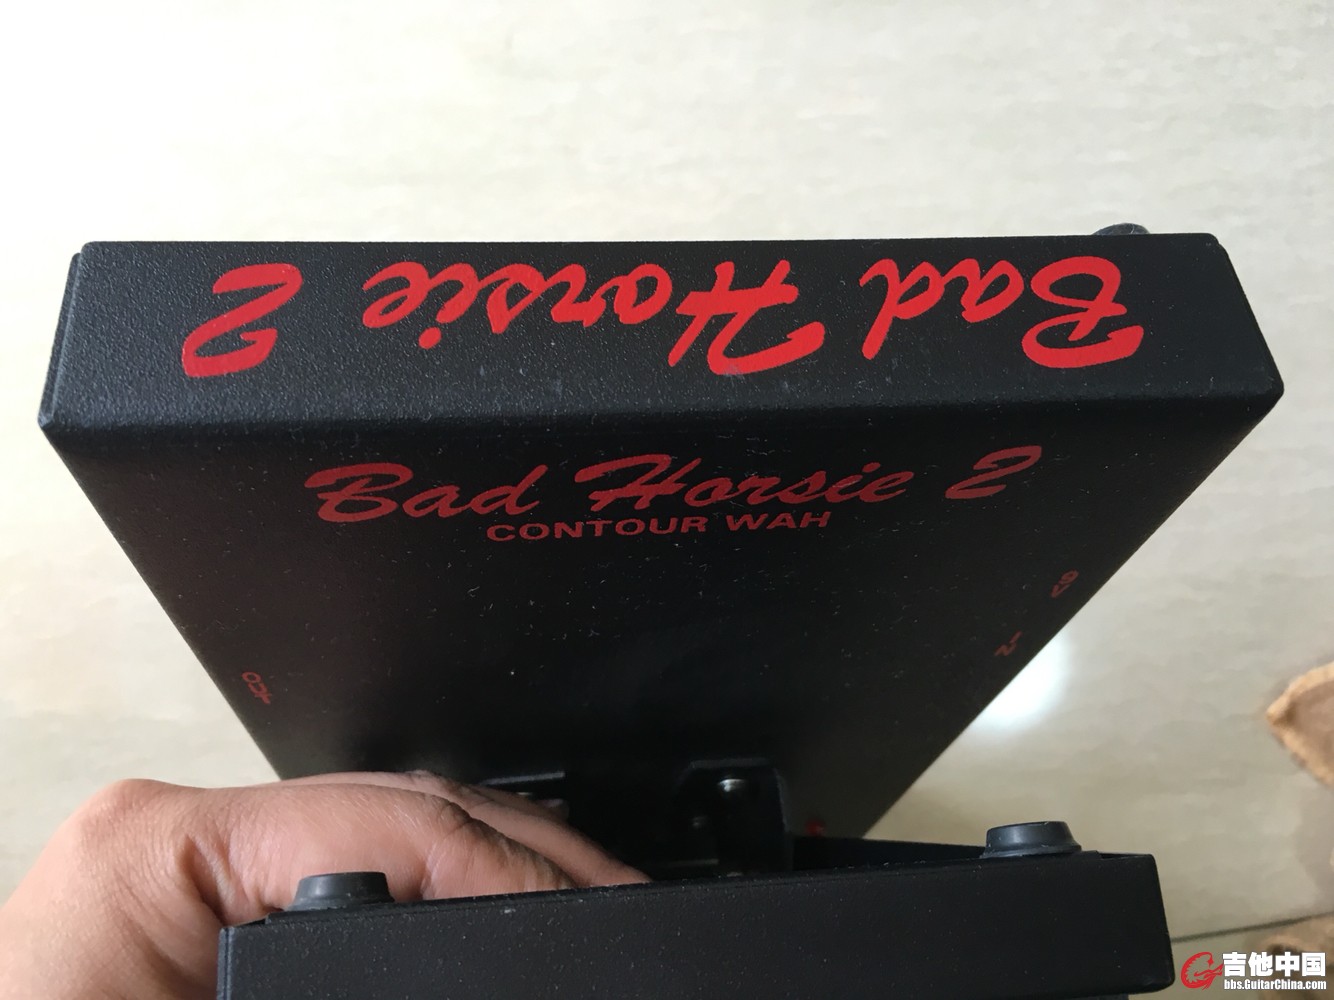 Bad Horsie 2
Bad Horsie 2
CONTOUR WAH
9V
IN
OUT
吉他中国
bbs.GuitarChina.com